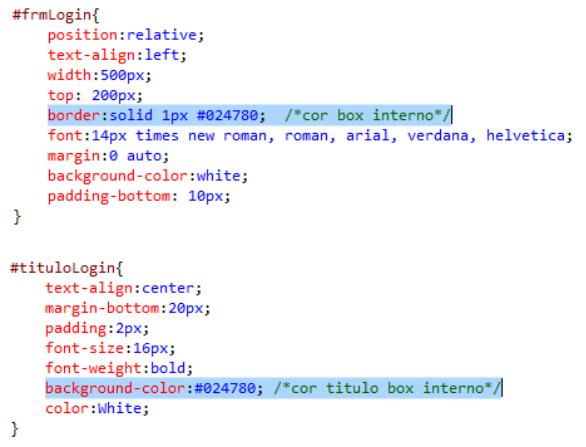 #frmLogin{
position:relative;
text-align:left;
width:500px;
top: 200px;
border:solid 1px #024780;  /*cor box interno*/
font:14px times new roman, roman, arial, verdana, helvetica;
margin:0 auto;
background-color:white;
padding-bottom: 10px;
}
#tituloLogin{
text-align:center;
margin-bottom:20px;
padding:2px;
font-size:16px;
font-weight:bold;
background-color:#024780; /*cor titulo box interno*/
color:White;
}